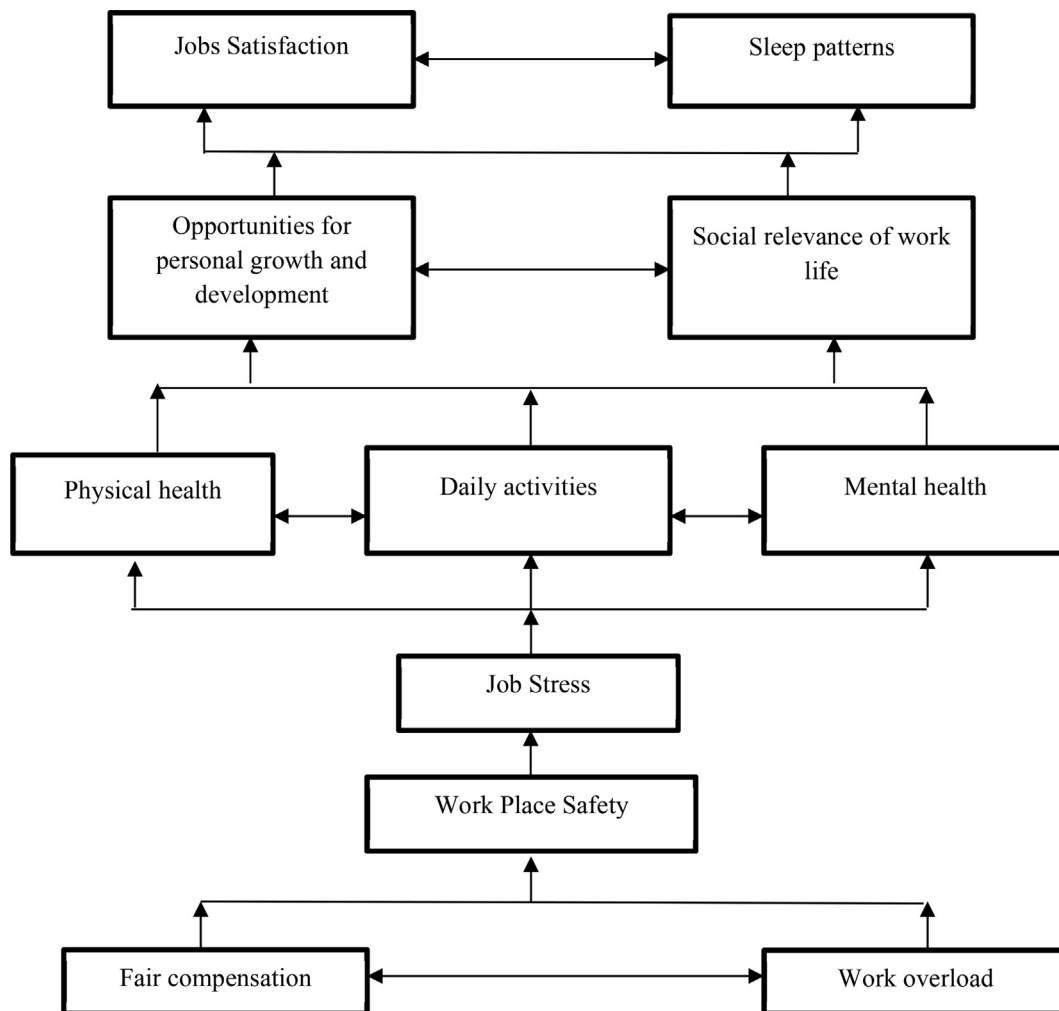 Jobs Satisfaction
Sleep patterns
Opportunities for
personal growth and
development
Social relevance of work
life
Physical health
Daily activities
Mental health
Job Stress
Work Place Safety
Fair compensation
Work overload